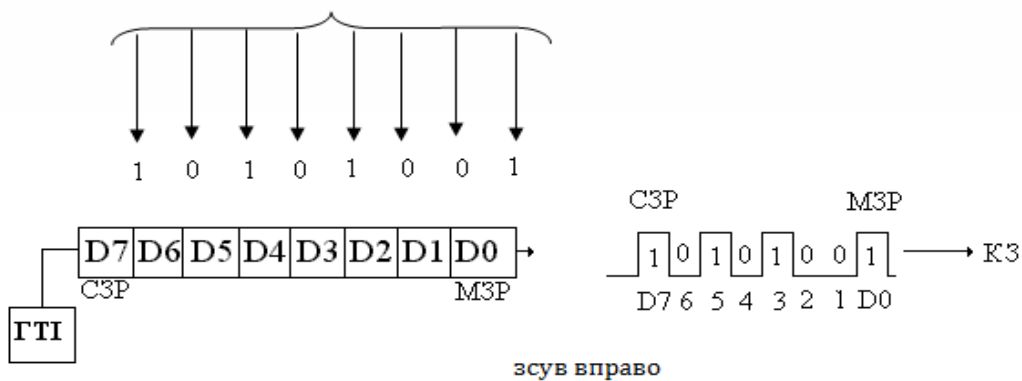 1 0 1 0 1 0 0 1
СЗР МЗР
D7 D6 D5 D4 D3 D2 D1 D0
1 0 1 0 1 0 0 1 КЗ
СЗР МЗР
D7 6 5 4 3 2 1 D0
ГТІ
зсув вправо